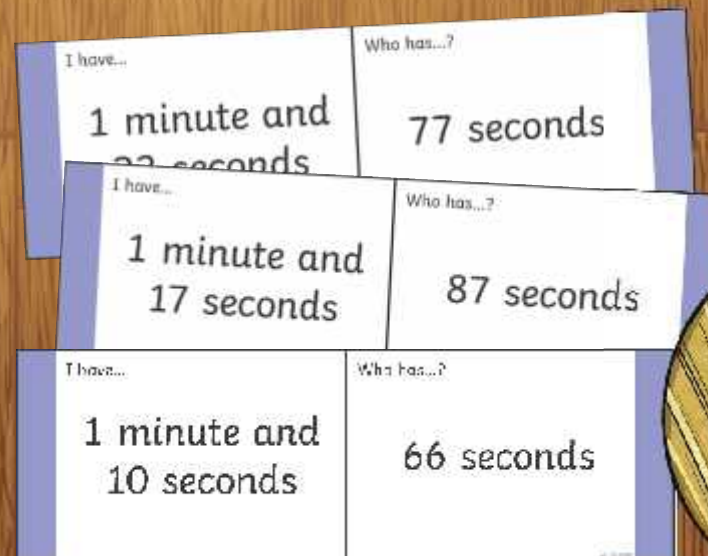 I have...
Who has...?
1 minute and
77 seconds
seconds
I have...
Who has...?
1 minute and
17 seconds
87 seconds
I have...
Who has...?
1 minute and
10 seconds
66 seconds